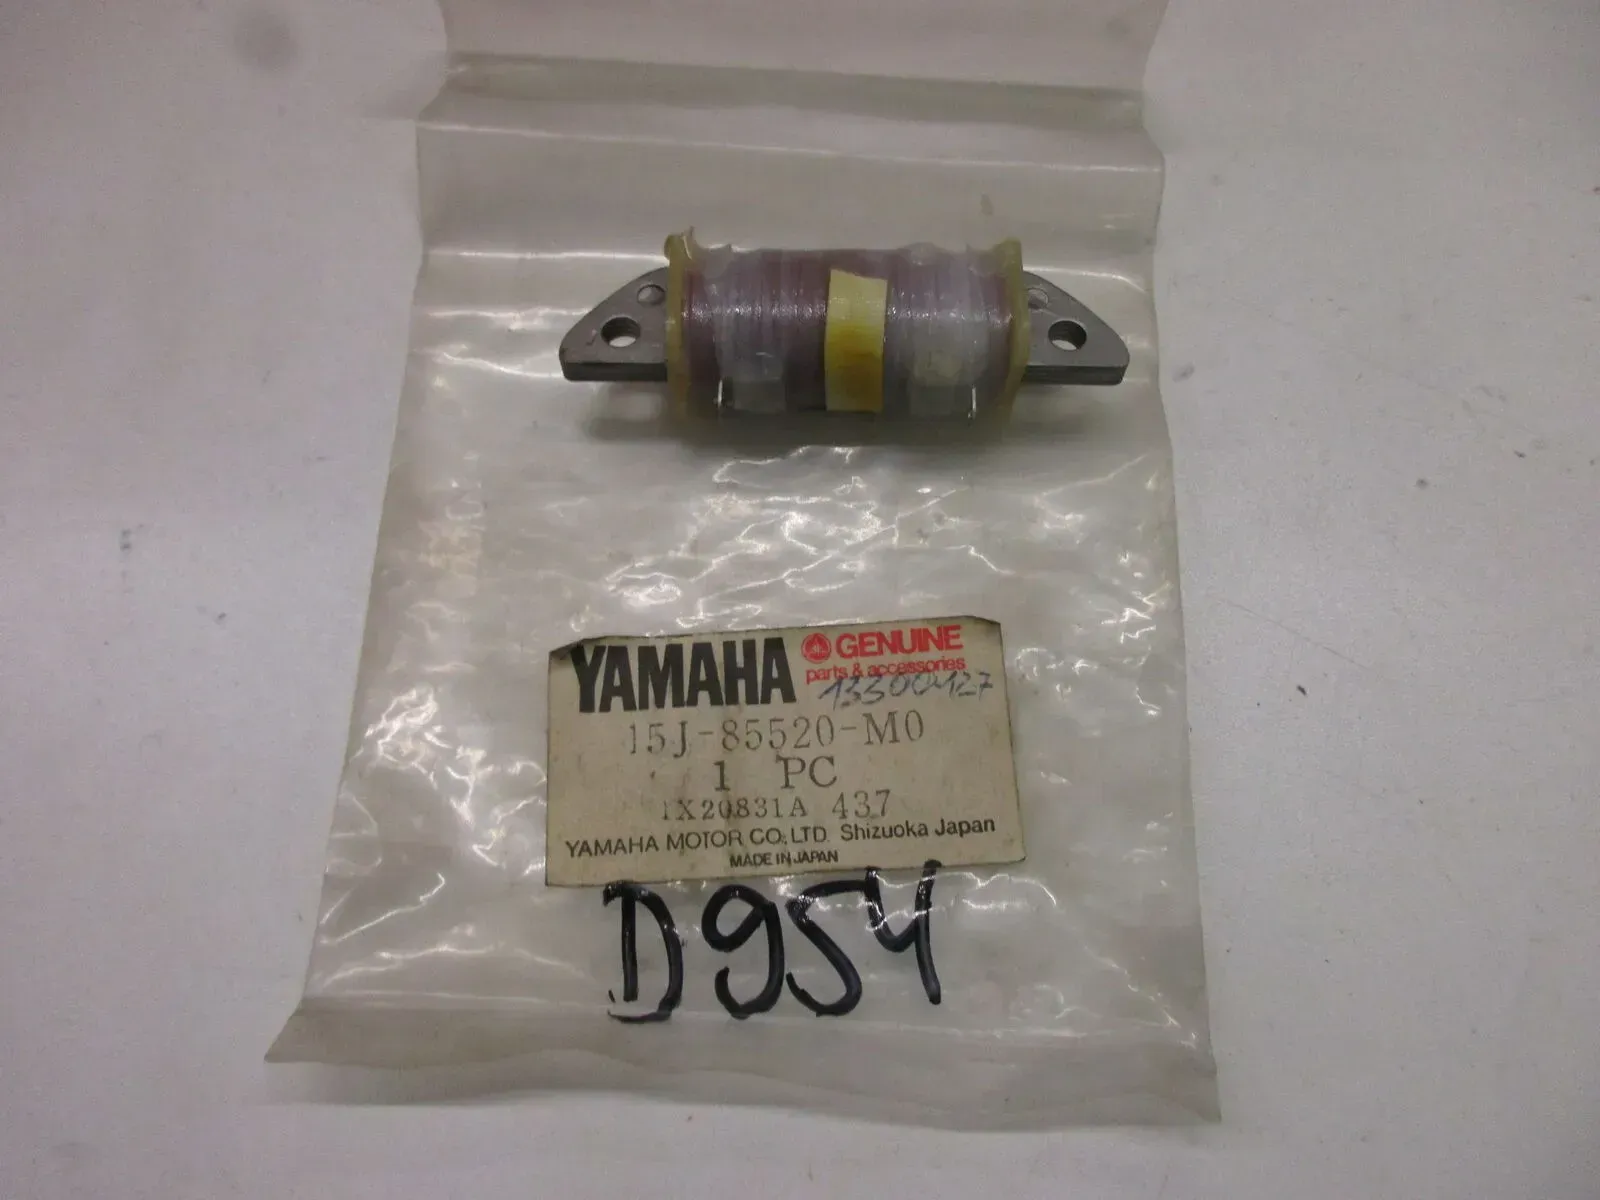 YAMAHA GENUINE
parts & accessories
13300427
15J-85520-M0
1 PC
1X20831A 437
YAMAHA MOTOR CO., LTD. Shizuoka Japan
MADE IN JAPAN
D954